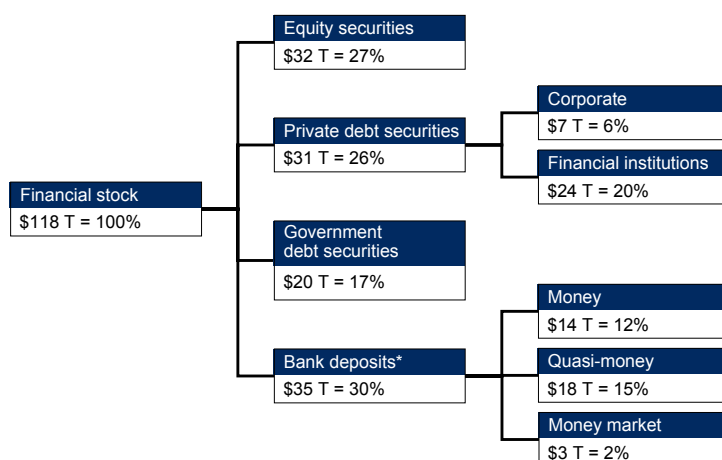 Equity securities
$32 T = 27%
Corporate
$7 T = 6%
Private debt securities
$31 T = 26%
Financial institutions
$24 T = 20%
Financial stock
$118 T = 100%
Government
debt securities
$20 T = 17%
Money
$14 T = 12%
Bank deposits*
$35 T = 30%
Quasi-money
$18 T = 15%
Money market
$3 T = 2%